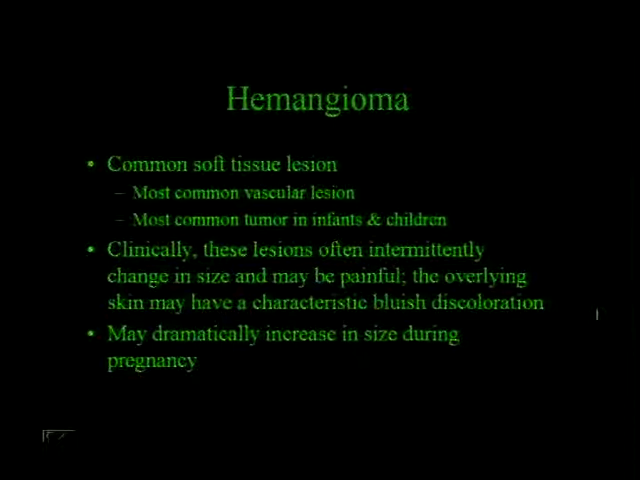 Hemangioma
• Common soft tissue lesion
– Most common vascular lesion
– Most common tumor in infants & children
• Clinically, these lesions often intermittently
change in size and may be painful; the overlying
skin may have a characteristic bluish discoloration
• May dramatically increase in size during
pregnancy